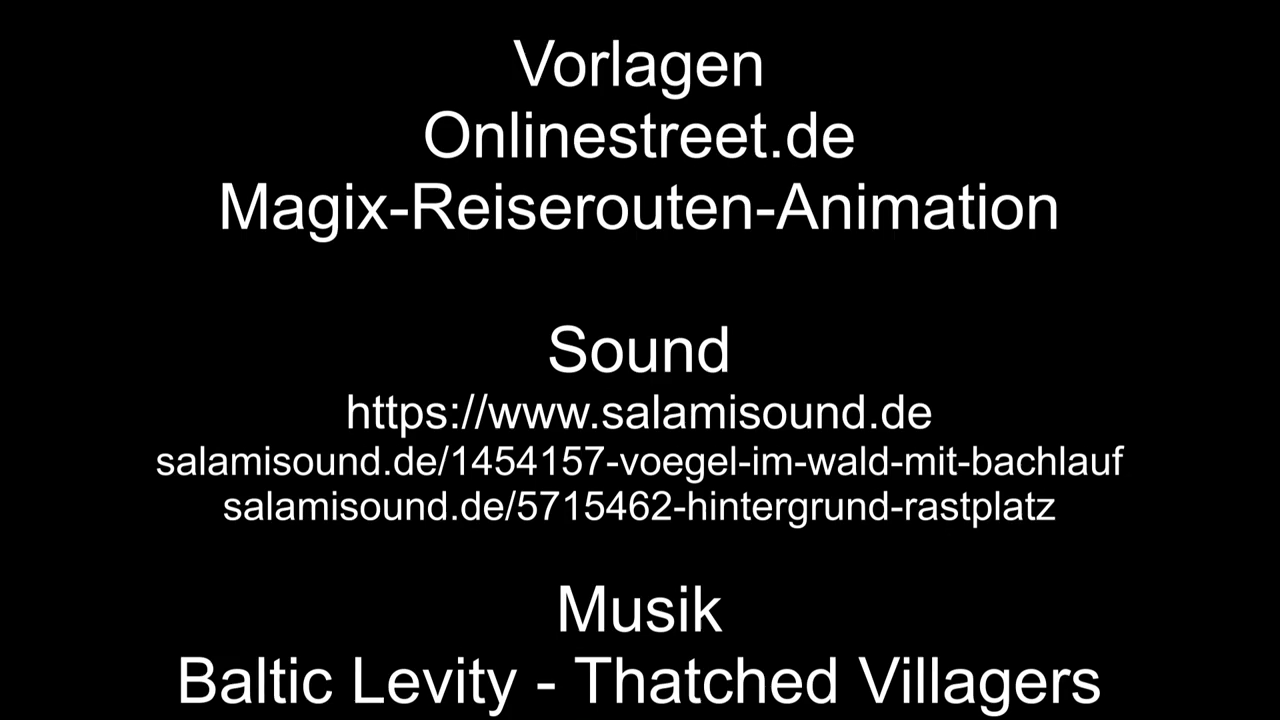 Vorlagen
Onlinestreet.de
Magix-Reiserouten-Animation
Sound
https://www.salamisound.de
salamisound.de/1454157-voegel-im-wald-mit-bachlauf
salamisound.de/5715462-hintergrund-rastplatz
Musik
Baltic Levity - Thatched Villagers